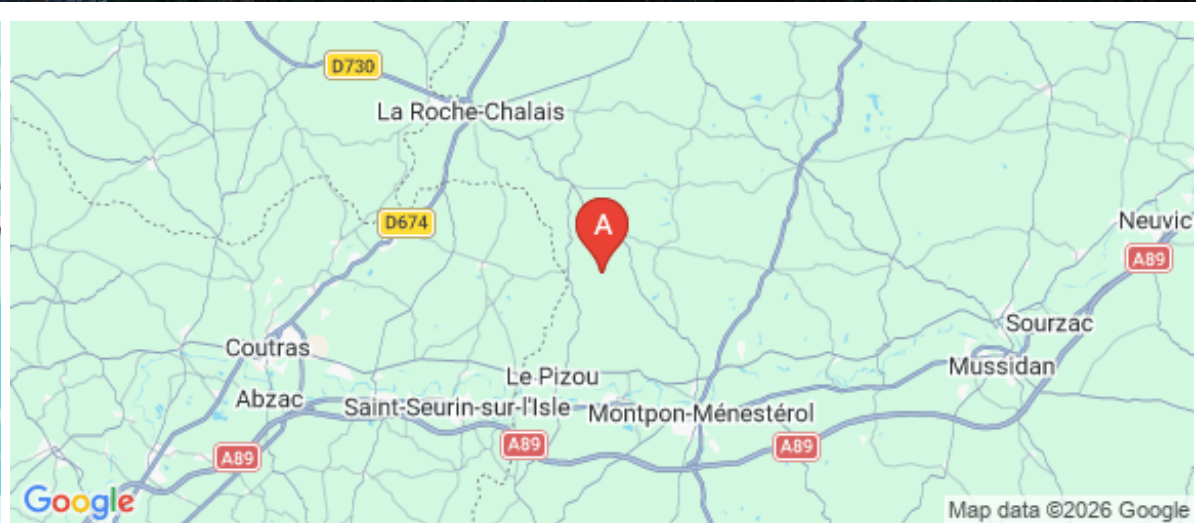 D730
La Roche-Chalais
D674
A
Neuvic
A89
Sourzac
Coutras
Mussidan
Le Pizou
Abzac
Saint-Seurin-sur-l'Isle
Montpon-Ménestérol
A89
A89
A89
Google
Map data ©2026 Google